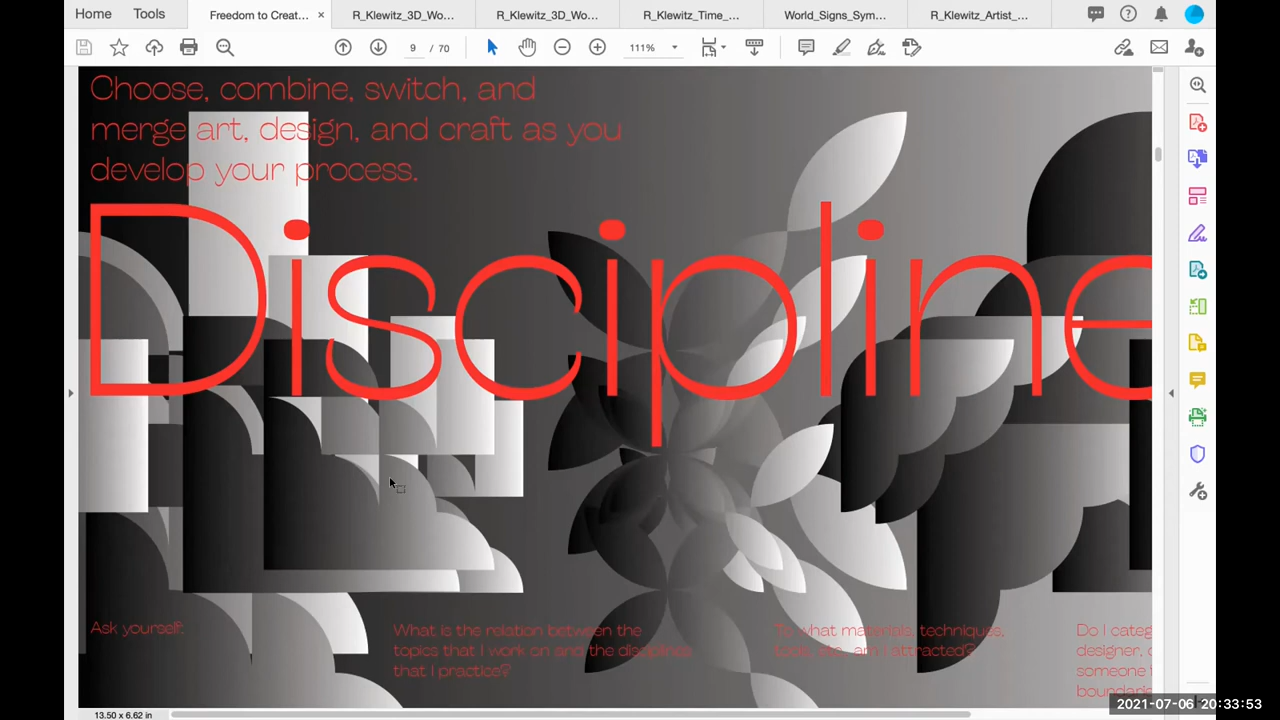 Home Tools Freedom to Creat... × R_Klewitz_3D_Wo... R_Klewitz_3D_Wo... R_Klewitz_Time_... World_Signs_Sym... R_Klewitz_Artist_...
9 / 70 111%
Choose, combine, switch, and
merge art, design, and craft as you
develop your process.
Discipline
Ask yourself:
What is the relation between the
topics that I work on and the disciplines
that I practice?
To what materials, techniques,
tools, etc., am I attracted?
Do I categ
designer, c
someone
boundarie
13.50 x 6.62 in
2021-07-06 20:33:53